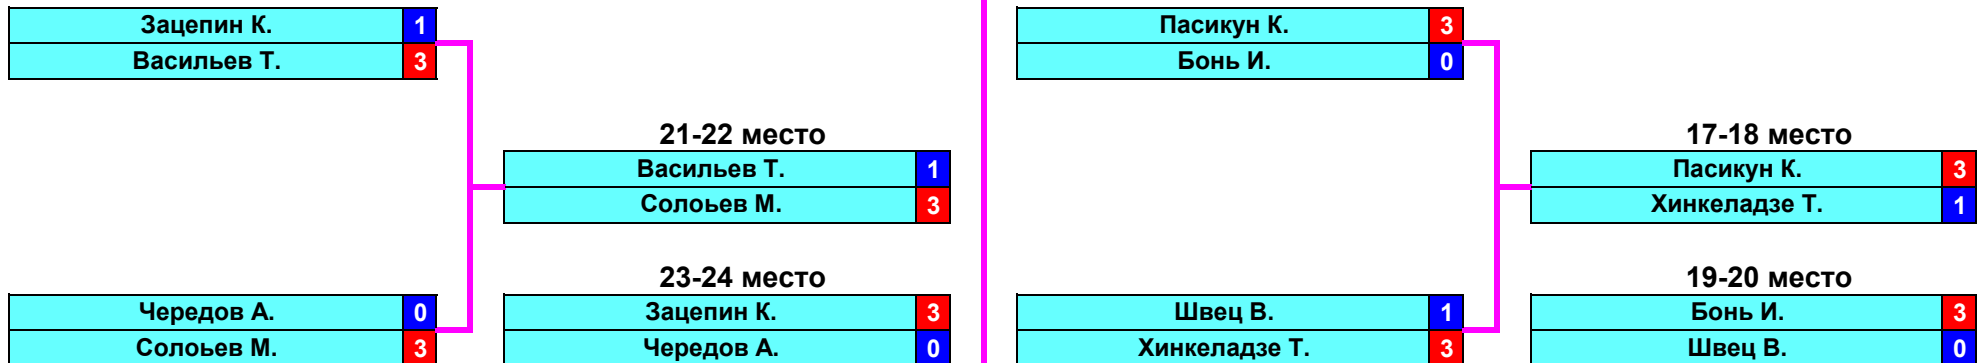 Зацепин К. 1
Васильев Т. 3
21-22 место
Васильев Т. 1
Солоьев М. 3
23-24 место
Чередов А. 0
Солоьев М. 3
Зацепин К. 3
Чередов А. 0
Пасикун К. 3
Бонь И. 0
17-18 место
Пасикун К. 3
Хинкеладзе Т. 1
19-20 место
Швец В. 1
Хинкеладзе Т. 3
Бонь И. 3
Швец В. 0